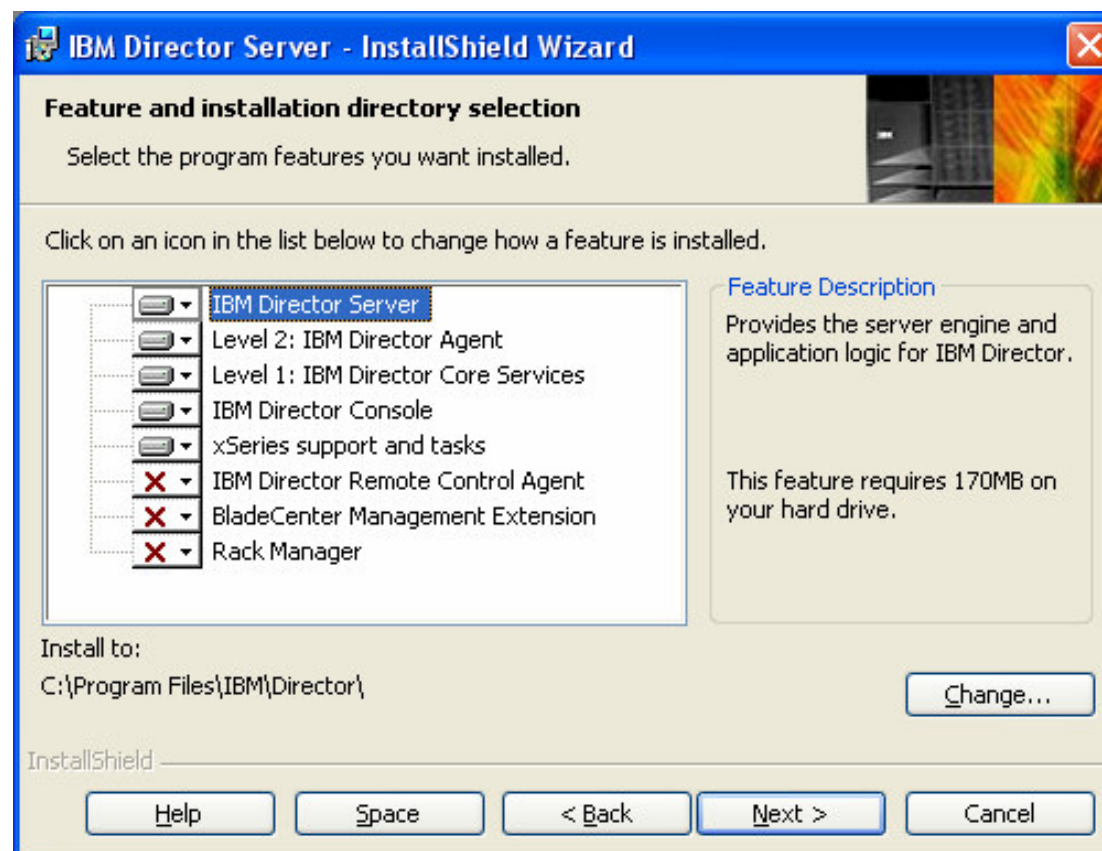 IBM Director Server - InstallShield Wizard
Feature and installation directory selection
Select the program features you want installed.
Click on an icon in the list below to change how a feature is installed.
IBM Director Server
Level 2: IBM Director Agent
Level 1: IBM Director Core Services
IBM Director Console
xSeries support and tasks
IBM Director Remote Control Agent
BladeCenter Management Extension
Rack Manager
Feature Description
Provides the server engine and
application logic for IBM Director.
This feature requires 170MB on
your hard drive.
Install to:
C:\Program Files\IBM\Director\
Change...
InstallShield
Help
Space
< Back
Next >
Cancel